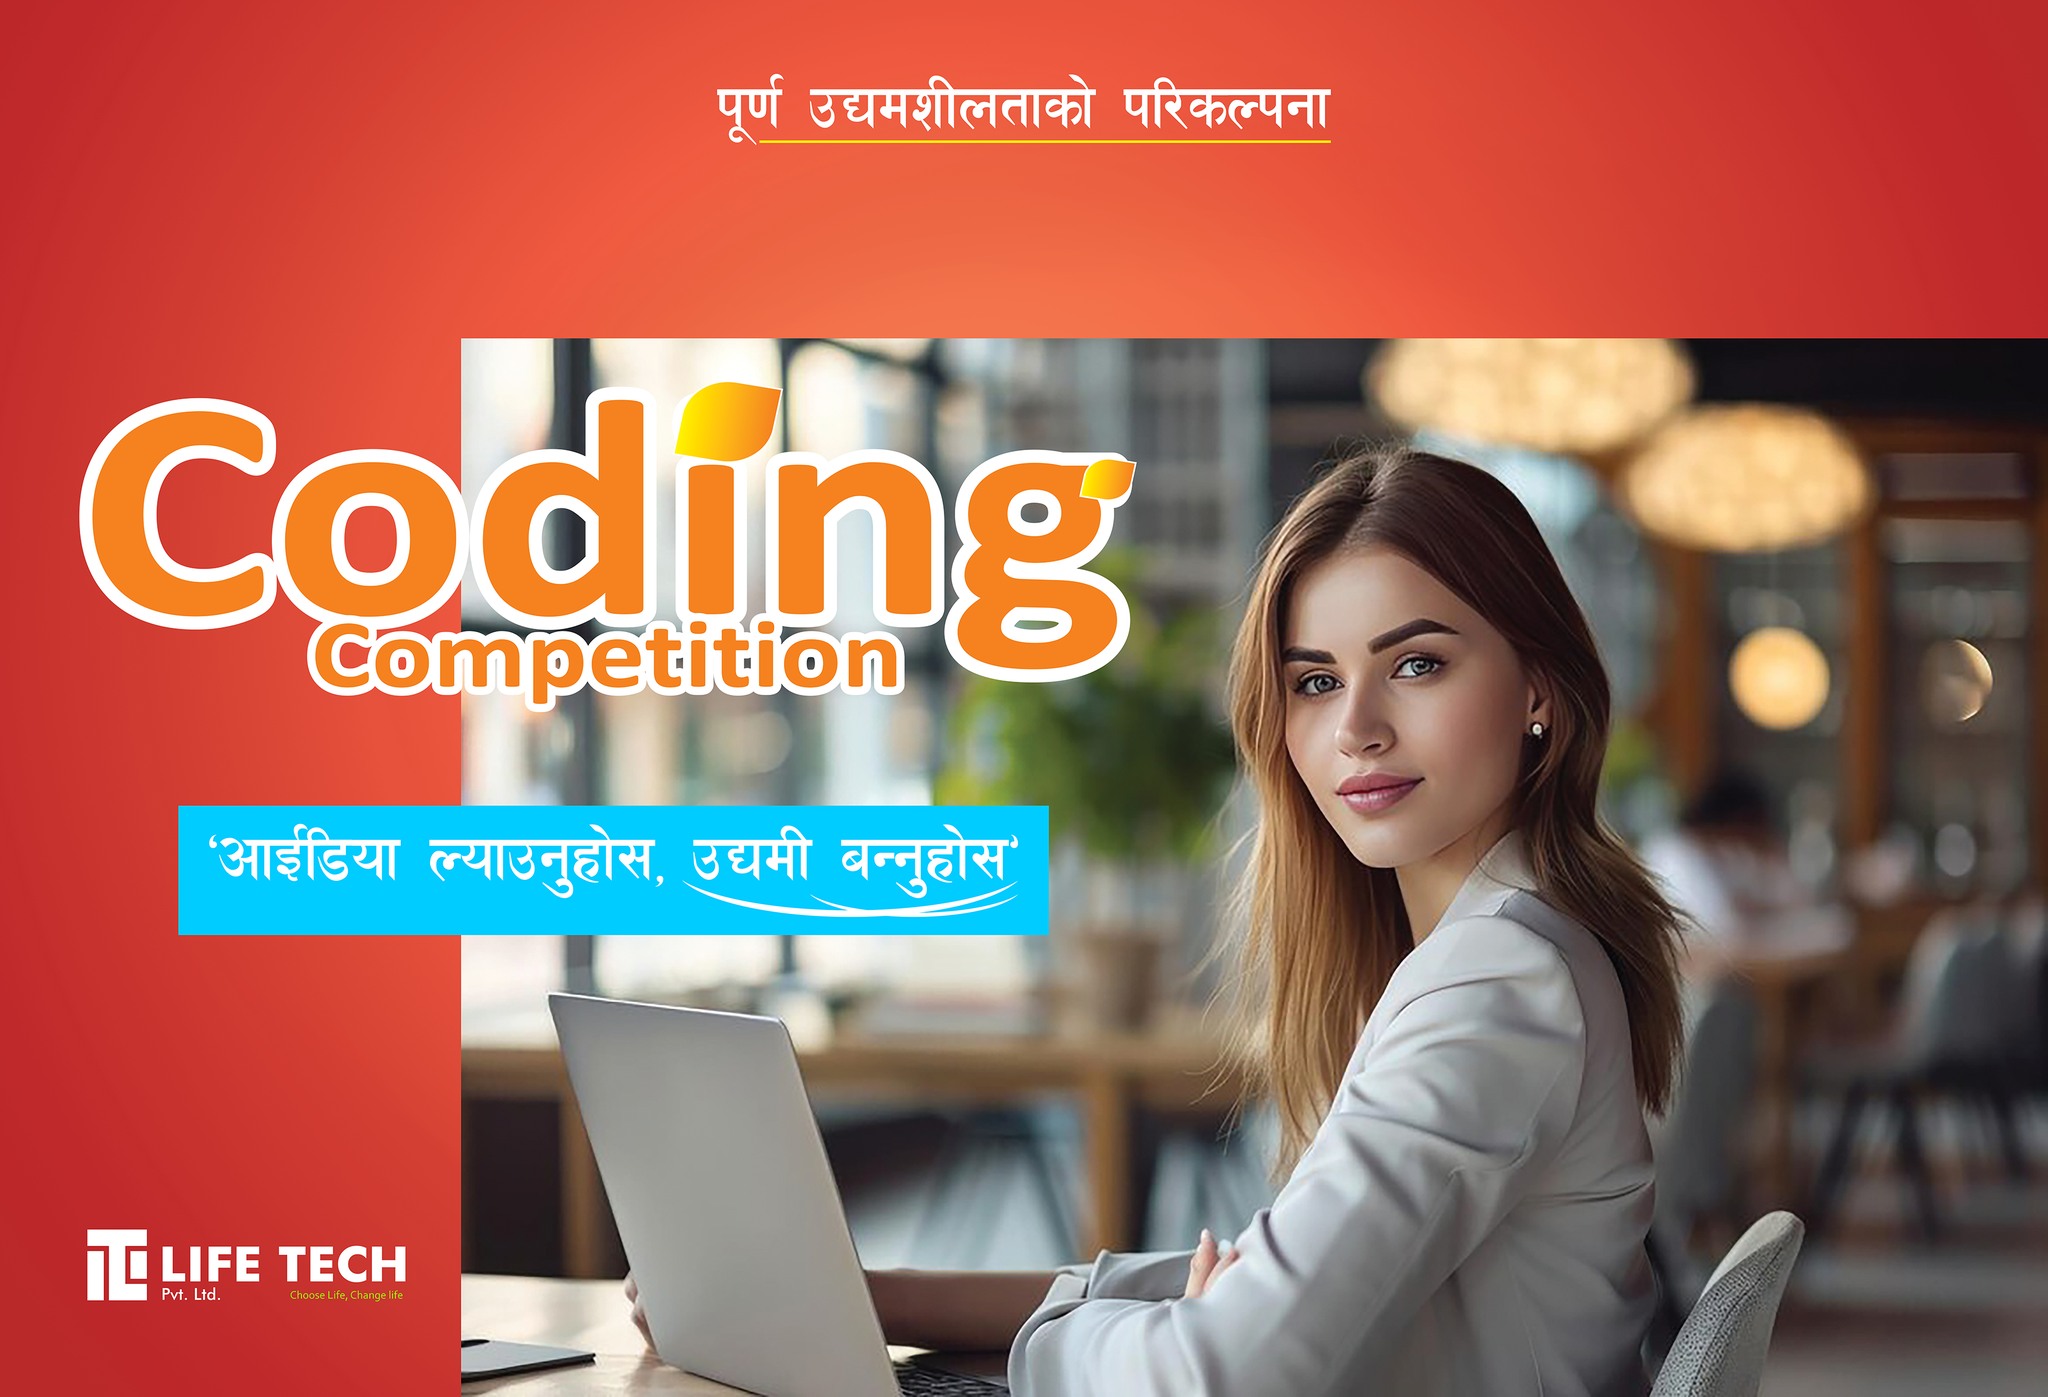 पूर्ण उद्यमशीलताको परिकल्पना
Coding
Competition
‘आईडिया ल्याउनुहोस, उद्यमी बन्नुहोस’
LIFE TECH
Pvt. Ltd. Choose Life, Change life